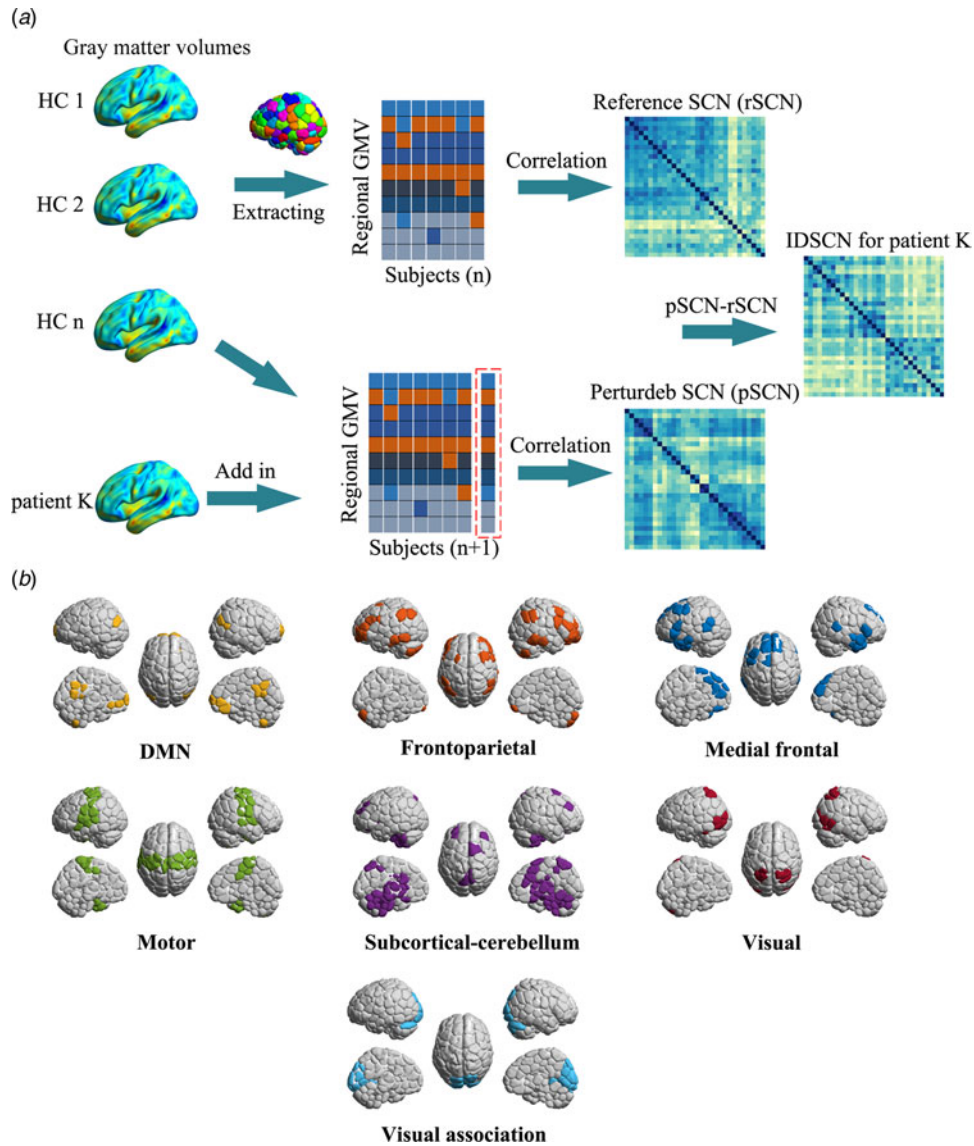 (a)
Gray matter volumes
HC 1
HC 2
HC n
patient K
Extracting
Add in
Regional GMV
Subjects (n)
Regional GMV
Subjects (n+1)
Correlation
Correlation
Reference SCN (rSCN)
Perturdeb SCN (pSCN)
pSCN-rSCN
IDSCN for patient K
(b)
DMN
Frontoparietal
Medial frontal
Motor
Subcortical-cerebellum
Visual
Visual association